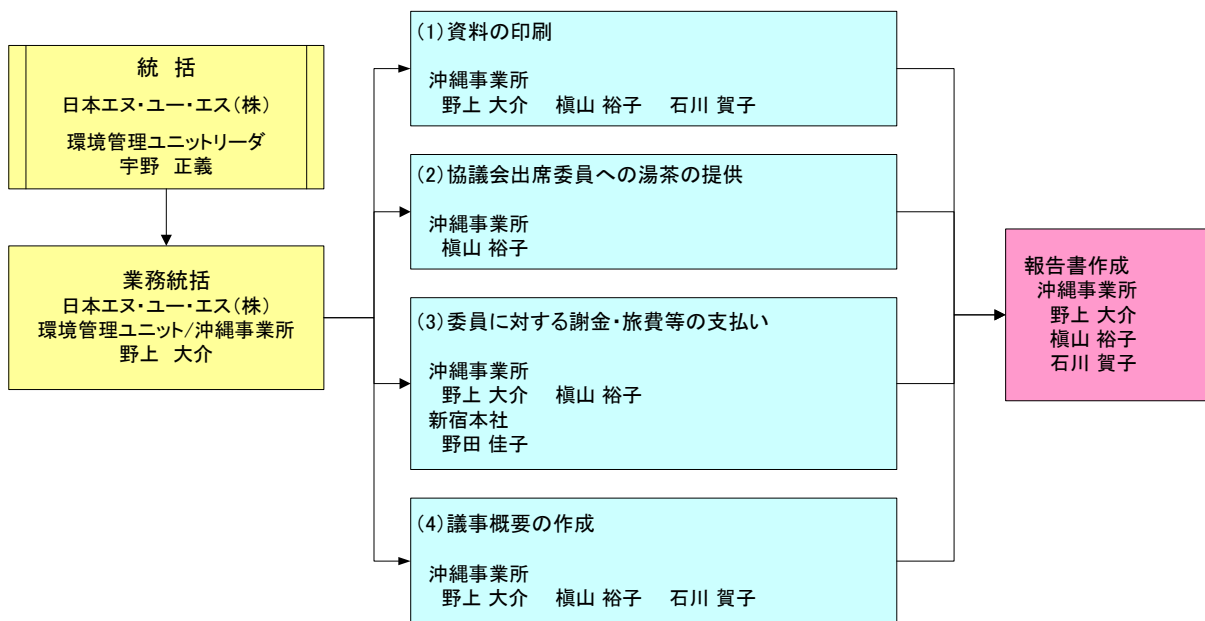 統 括
日本エヌ・ユー・エス(株)
環境管理ユニットリーダ
宇野 正義
業務統括
日本エヌ・ユー・エス(株)
環境管理ユニット/沖縄事業所
野上 大介
(1)資料の印刷
沖縄事業所
野上 大介 槇山 裕子 石川 賀子
(2)協議会出席委員への湯茶の提供
沖縄事業所
槇山 裕子
(3)委員に対する謝金・旅費等の支払い
沖縄事業所
野上 大介 槇山 裕子
新宿本社
野田 佳子
(4)議事概要の作成
沖縄事業所
野上 大介 槇山 裕子 石川 賀子
報告書作成
沖縄事業所
野上 大介
槇山 裕子
石川 賀子